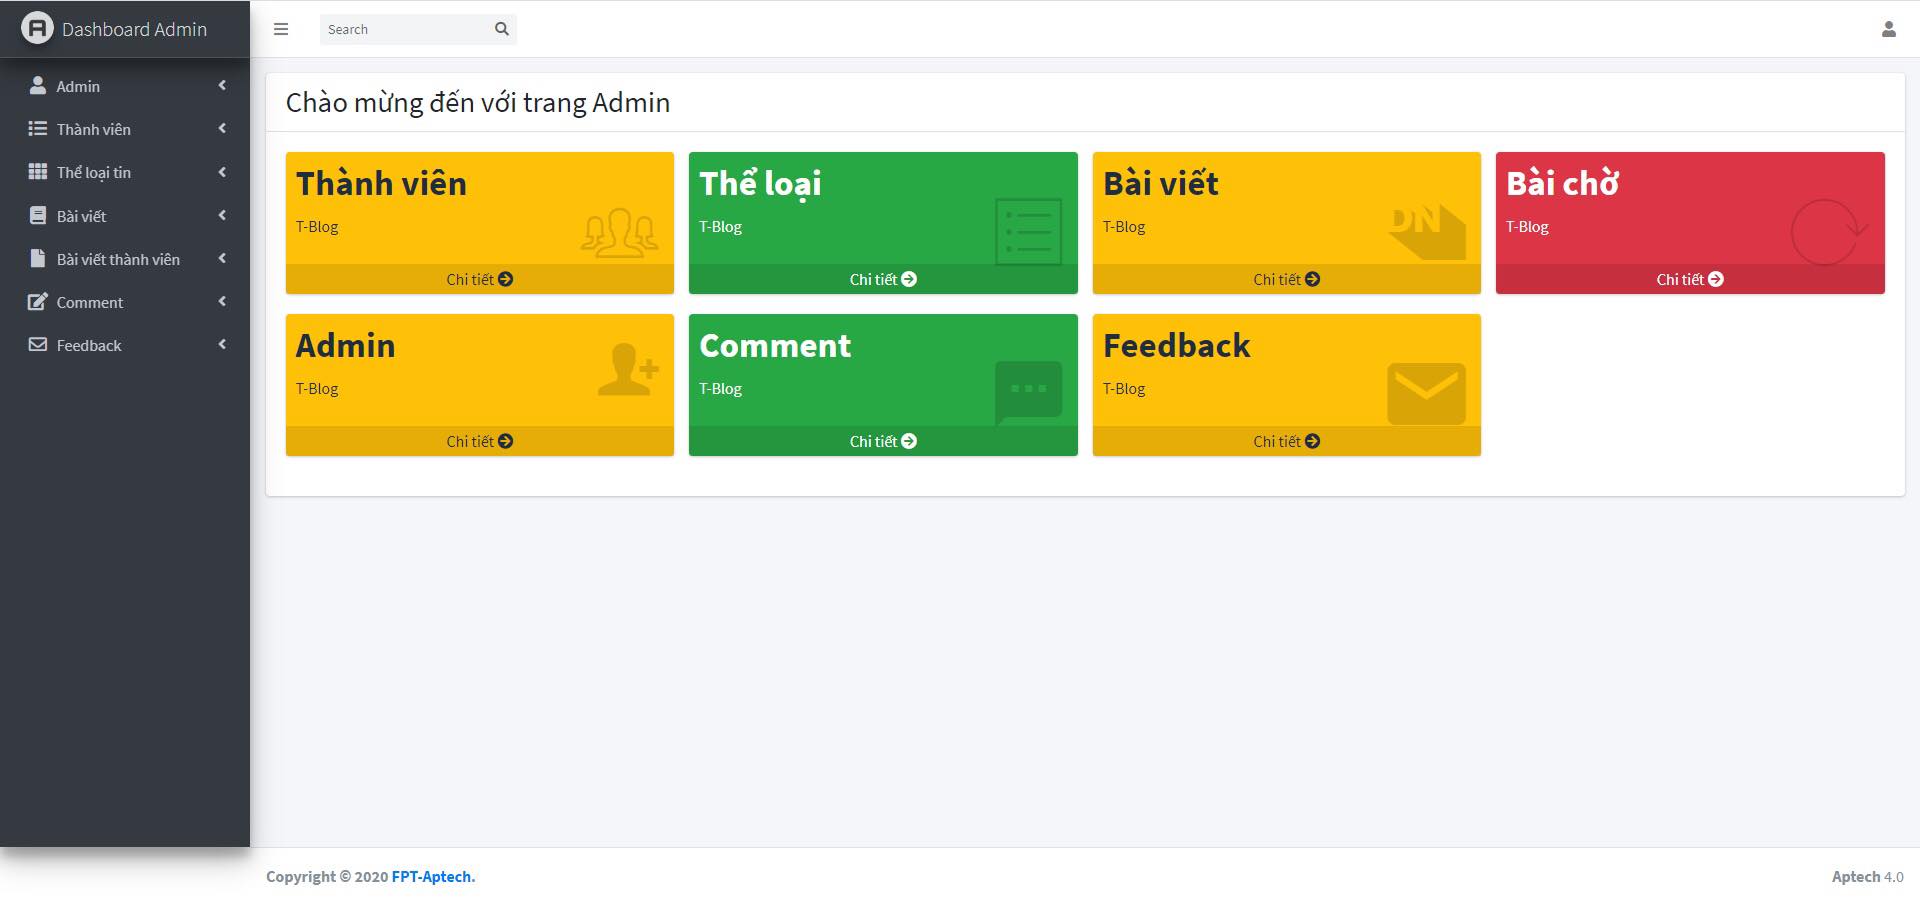 Dashboard Admin
Search
Admin
Thành viên
Thể loại tin
Bài viết
Bài viết thành viên
Comment
Feedback
Chào mừng đến với trang Admin
Thành viên
T-Blog
Chi tiết
Thể loại
T-Blog
Chi tiết
Bài viết
T-Blog
DN
Chi tiết
Bài chờ
T-Blog
Chi tiết
Admin
T-Blog
Chi tiết
Comment
T-Blog
Chi tiết
Feedback
T-Blog
Chi tiết
Copyright © 2020 FPT-Aptech.
Aptech 4.0